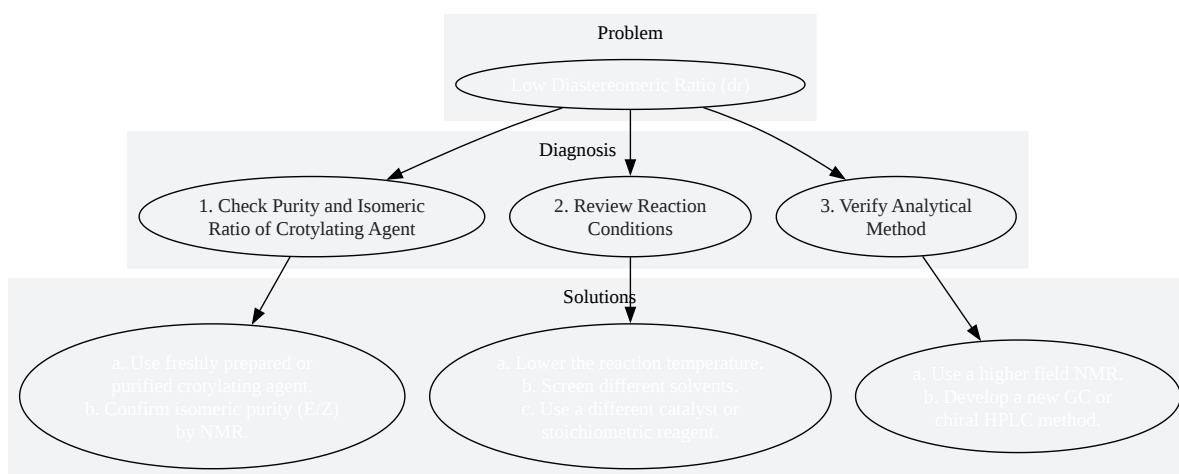 Problem
Low Diastereomeric Ratio (dr)
Diagnosis
1. Check Purity and Isomeric
Ratio of Crotylating Agent
2. Review Reaction
Conditions
3. Verify Analytical
Method
Solutions
a. Use freshly prepared or
purified crotylating agent.
b. Confirm isomeric purity (E/Z)
by NMR.
a. Lower the reaction temperature.
b. Screen different solvents.
c. Use a different catalyst or
stoichiometric reagent.
a. Use a higher field NMR.
b. Develop a new GC or
chiral HPLC method.